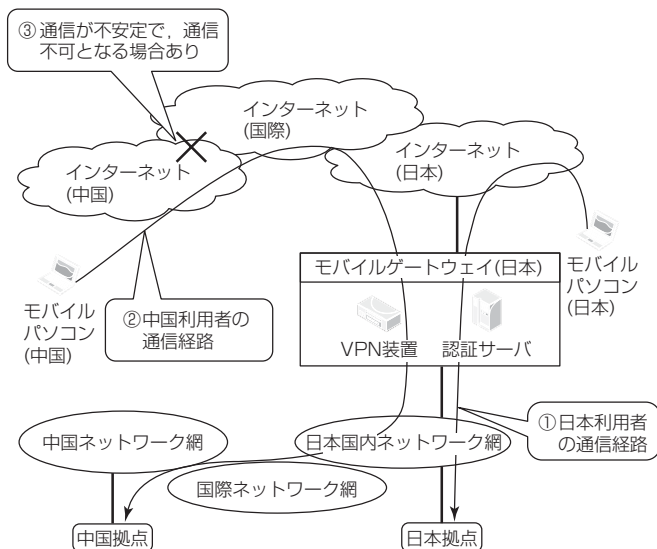 ③通信が不安定で，通信
不可となる場合あり
インターネット
(国際)
インターネット
(中国)
インターネット
(日本)
モバイルゲートウェイ(日本)
VPN装置
認証サーバ
モバイル
パソコン
(中国)
②中国利用者の
通信経路
モバイル
パソコン
(日本)
①日本利用者
の通信経路
中国ネットワーク網
日本国内ネットワーク網
国際ネットワーク網
中国拠点
日本拠点